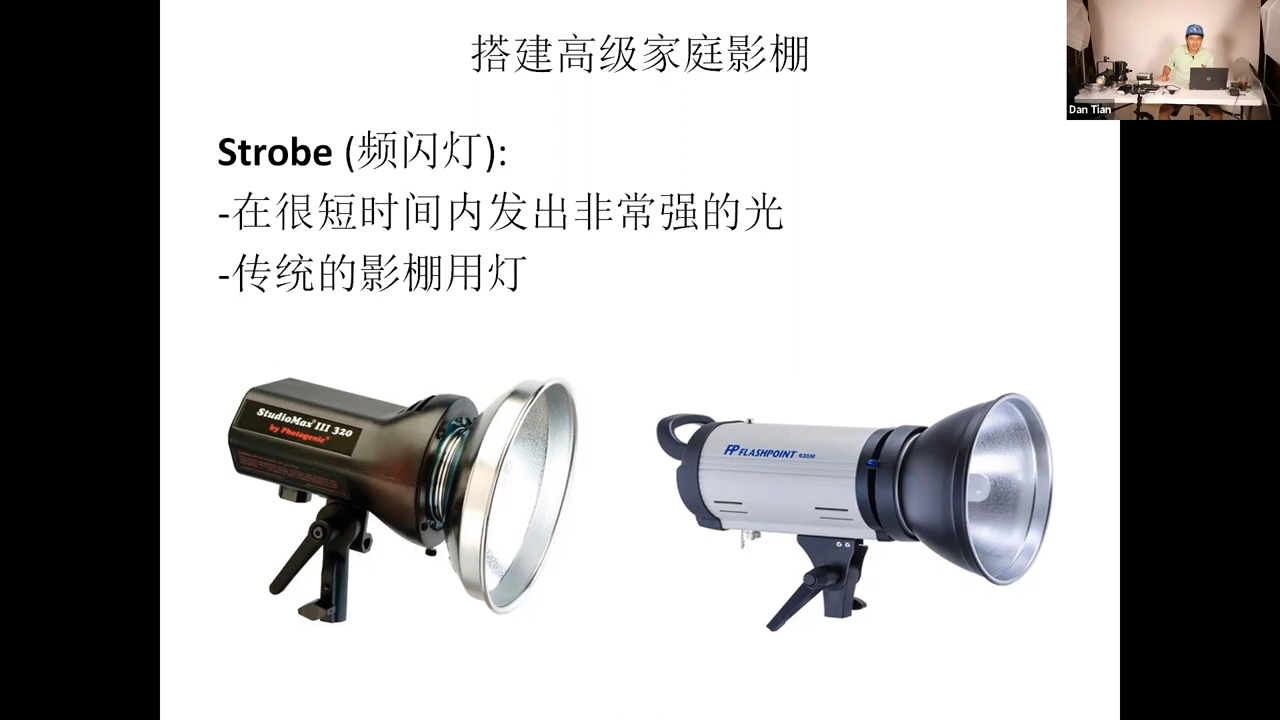 搭建高级家庭影棚
Dan Tian
Strobe (频闪灯):
-在很短时间内发出非常强的光
-传统的影棚用灯
StudioMax III 320
by Photogenic
FP FLASHPOINT 620M